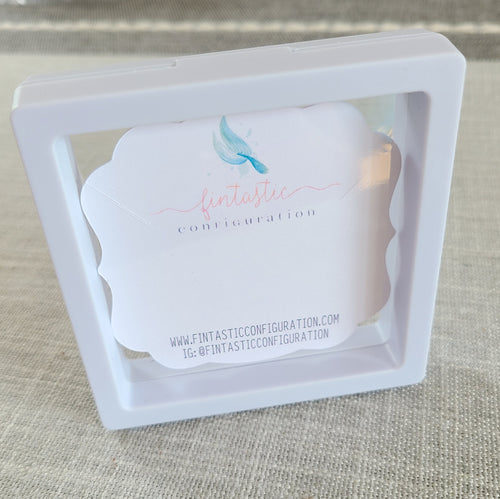 fintastic
configuration
WWW.FINTASTICCONFIGURATION.COM
IG:@FINTASTICCONFIGURATION